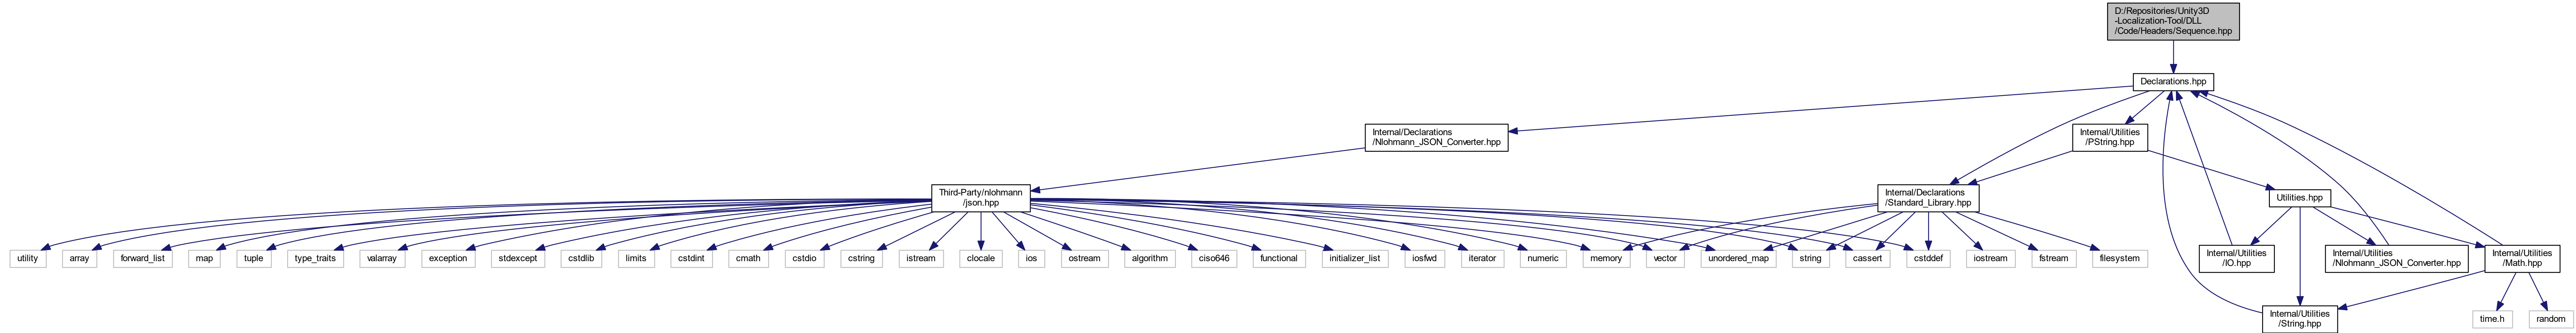 D:/Repositories/Unity3D
-Localization-Tool/DLL
/Code/Headers/Sequence.hpp
Declarations.hpp
Internal/Declarations
/Nlohmann_JSON_Converter.hpp
Internal/Utilities
/PString.hpp
Third-Party/nlohmann
/json.hpp
Internal/Declarations
/Standard_Library.hpp
Utilities.hpp
utility
array
forward_list
map
tuple
type_traits
valarray
exception
stdexcept
cstdlib
limits
cstdint
cmath
cstdio
cstring
istream
clocale
ios
ostream
algorithm
ciso646
functional
initializer_list
iosfwd
iterator
numeric
memory
vector
unordered_map
string
cassert
cstddef
iostream
fstream
filesystem
Internal/Utilities
/IO.hpp
Internal/Utilities
/Nlohmann_JSON_Converter.hpp
Internal/Utilities
/Math.hpp
Internal/Utilities
/String.hpp
time.h
random